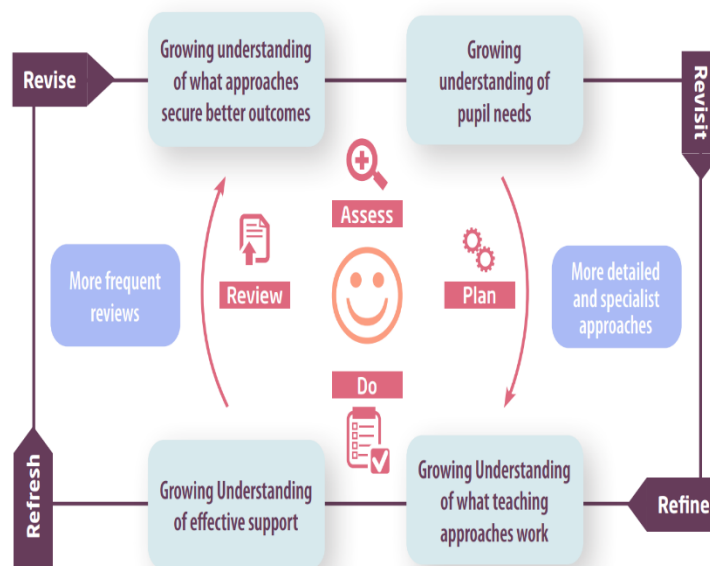 Revise
Growing understanding
of what approaches
secure better outcomes
Growing
understanding of
pupil needs
Revisit
Assess
More frequent
reviews
Review
Plan
More detailed
and specialist
approaches
Do
Refresh
Growing Understanding
of effective support
Growing Understanding
of what teaching
approaches work
Refine